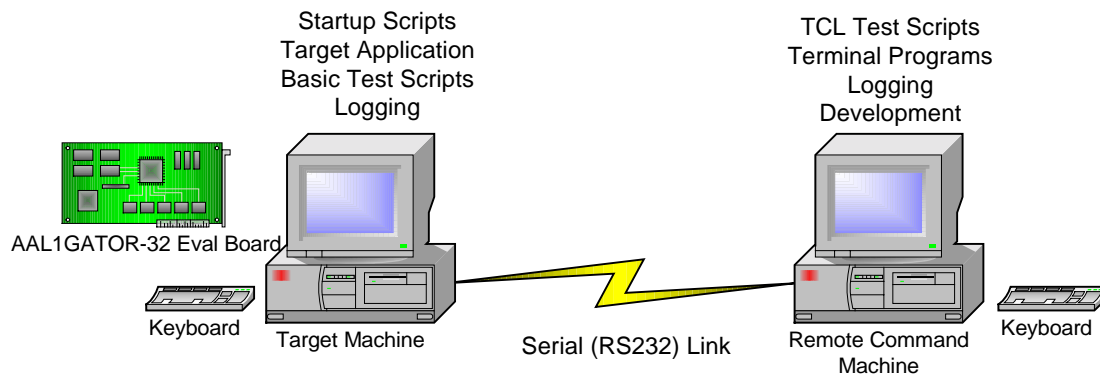 Startup Scripts
Target Application
Basic Test Scripts
Logging
TCL Test Scripts
Terminal Programs
Logging
Development
AAL1GATOR-32 Eval Board
Keyboard
Target Machine
Serial (RS232) Link
Remote Command
Machine
Keyboard